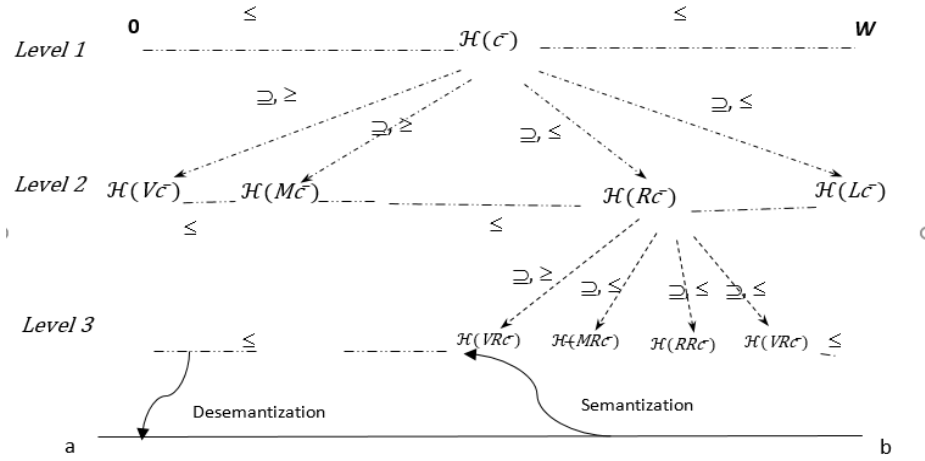 ≤ ≤
0 W
Level 1 ℋ(c⁻)
⊇, ≥ ⊇, ≥ ⊇, ≤ ⊇, ≤
Level 2 ℋ(Vc⁻) ℋ(Mc⁻) ℋ(Rc⁻) ℋ(Lc⁻)
≤ ≤
⊇, ≥ ⊇, ≤ ⊇, ≤ ⊇, ≤
Level 3 ≤ ℋ(VRc⁻) ℋ(MRc⁻) ℋ(RRc⁻) ℋ(VRc⁻) ≤
Desemantization Semantization
a b